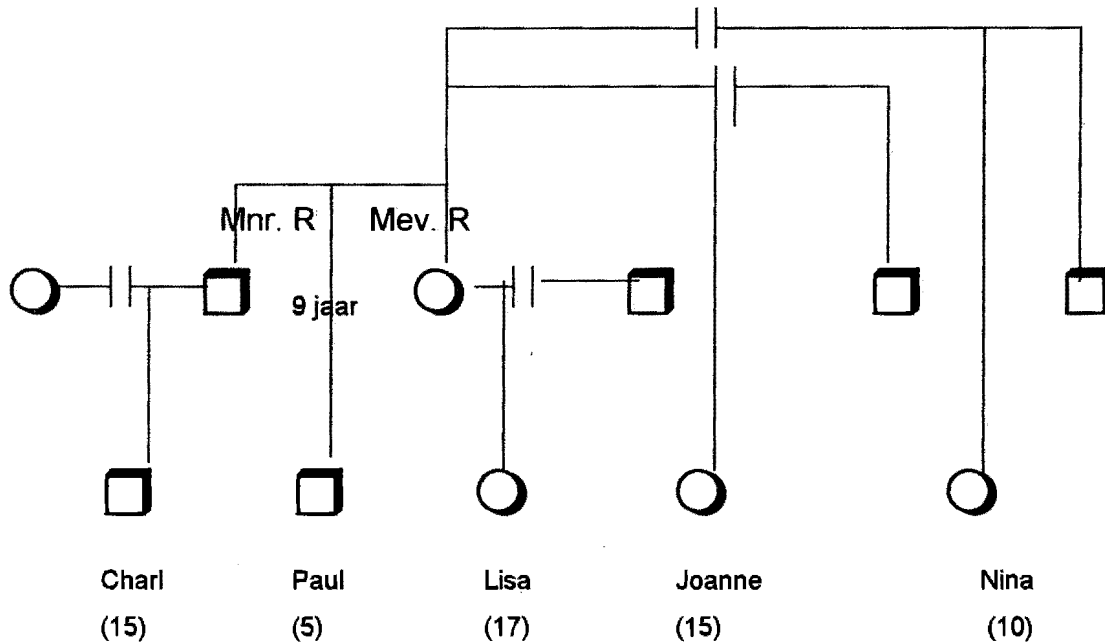 Mnr. R Mev. R
9 jaar
Charl Paul Lisa Joanne Nina
(15) (5) (17) (15) (10)